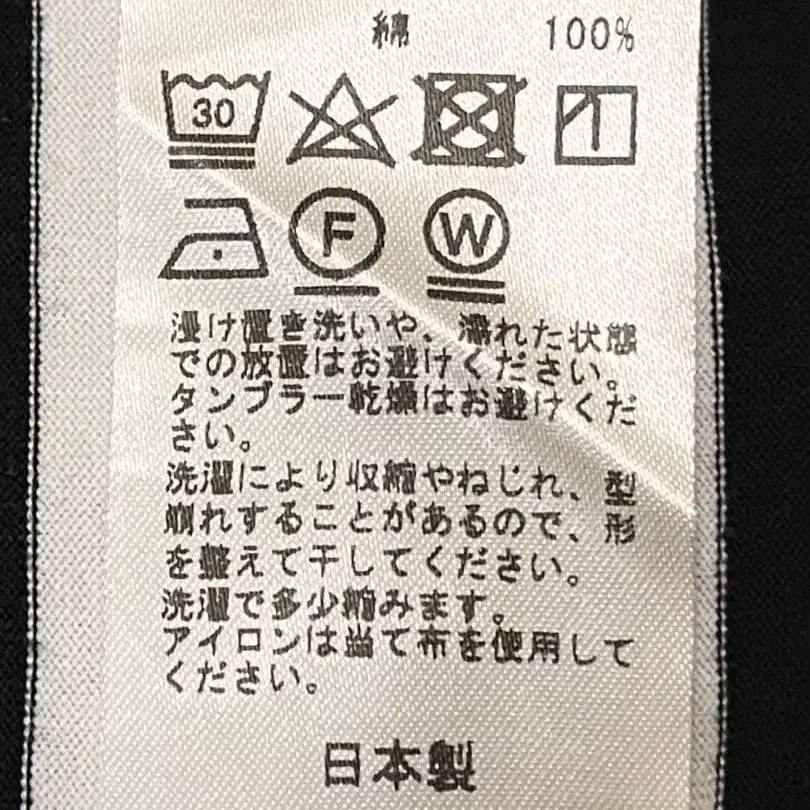 綿 100%
30
F W
浸け置き洗いや、濡れた状態
での放置はお避けください。
タンブラー乾燥はお避けくだ
さい。
洗濯により収縮やねじれ、型
崩れすることがあるので、形
を整えて干してください。
洗濯で多少縮みます。
アイロンは当て布を使用して
ください。
日本製